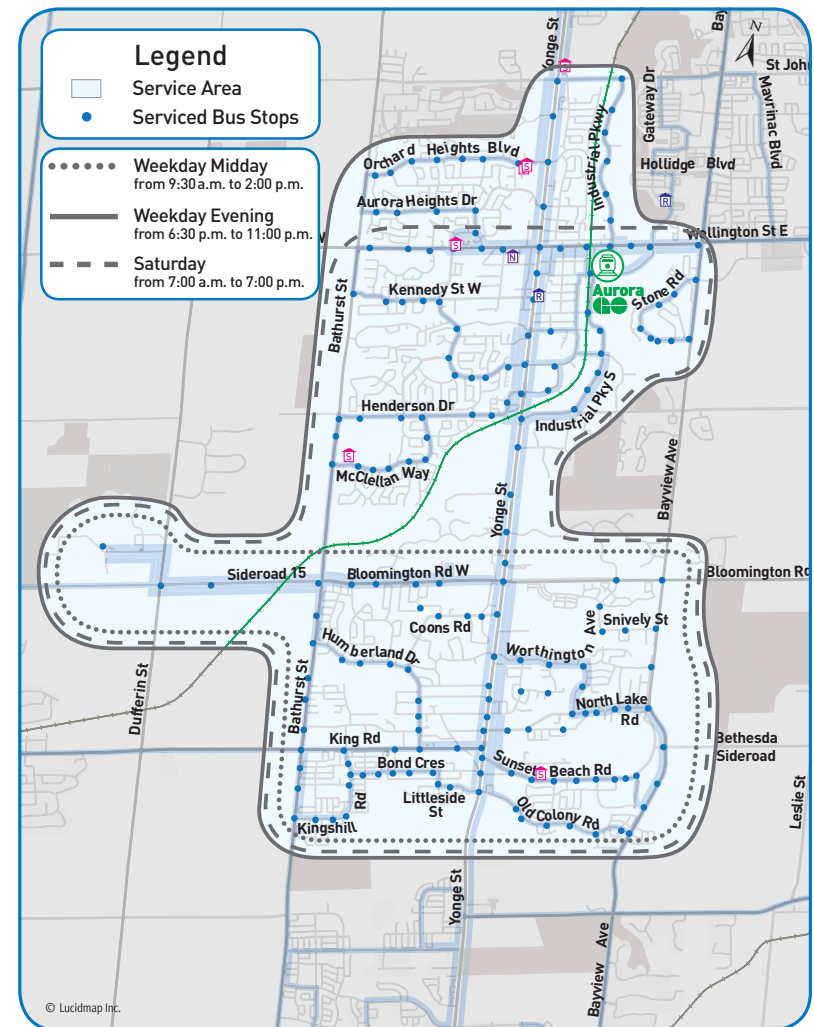 Legend
Service Area
Serviced Bus Stops
Weekday Midday
from 9:30 a.m. to 2:00 p.m.
Weekday Evening
from 6:30 p.m. to 11:00 p.m.
Saturday
from 7:00 a.m. to 7:00 p.m.
Yonge St
Bay
N
St John
Gateway Dr
Mavrinac Blvd
Industrial Pkwy
Orchard Heights Blvd
S
S
Hollidge Blvd
R
Aurora Heights Dr
Wellington St E
S
N
Aurora
GO
Stone Rd
R
Kennedy St W
Bathurst St
Henderson Dr
Industrial Pky S
S
McClellan Way
Bayview Ave
Yonge St
Sideroad 15
Bloomington Rd W
Bloomington Rd
Coons Rd
Ave
Snively St
Humberland Dr
Worthington
Dufferin St
Bathurst St
North Lake
Rd
King Rd
Bethesda
Sideroad
Bond Cres
Sunset Beach Rd
S
Rd
Littleside
St
Old Colony Rd
Leslie St
Kingshill
Yonge St
Bayview Ave
© Lucidmap Inc.